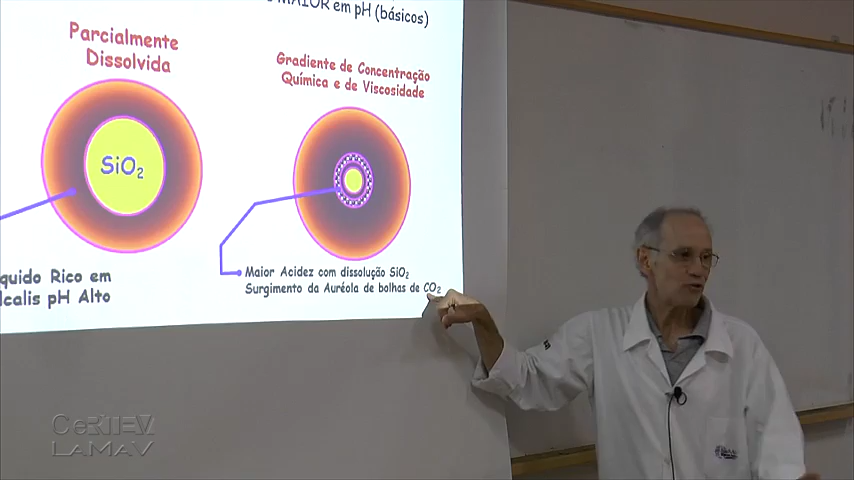 MAIOR em pH (básicos)
Parcialmente
Dissolvida
Gradiente de Concentração
Química e de Viscosidade
SiO2
quido Rico em
lcalis pH Alto
Maior Acidez com dissolução SiO2
Surgimento da Auréola de bolhas de CO2
CeRTEV
LaMaV